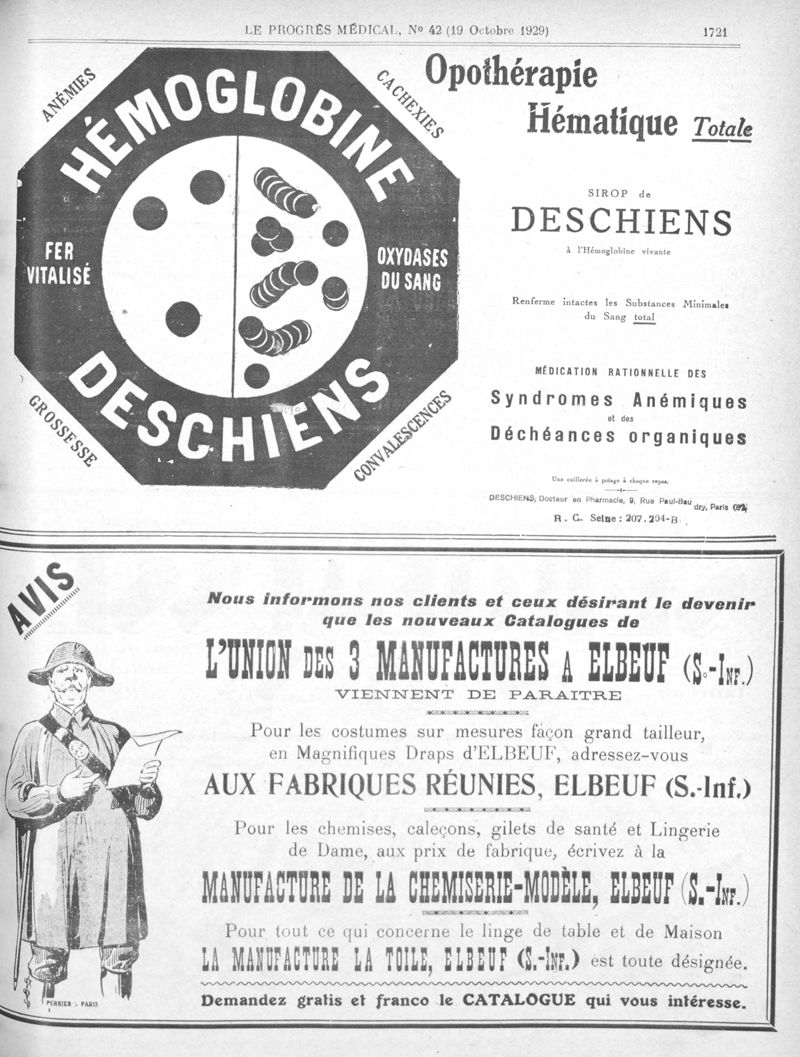 LE PROGRÈS MÉDICAL, Nº 42 (19 Octobre 1929)
1721
ANÉMIES
CACHEXIES
HÉMOGLOBINE
FER
VITALISÉ
OXYDASES
DU SANG
DESCHIENS
GROSSESSE
CONVALESCENCES
Opothérapie
Hématique Totale
SIROP de
DESCHIENS
à l'Hémoglobine vivante
Renferme intactes les Substances Minimales
du Sang total
MÉDICATION RATIONNELLE DES
Syndromes Anémiques
et des
Déchéances organiques
Une cuillerée à potage à chaque repas.
DESCHIENS, Docteur en Pharmacie, 9, Rue Paul-Baudry, Paris (8e)
R. C. Seine : 207.204-B
AVIS
Nous informons nos clients et ceux désirant le devenir
que les nouveaux Catalogues de
L'UNION DES 3 MANUFACTURES A ELBEUF (S.-INF.)
VIENNENT DE PARAITRE
Pour les costumes sur mesures façon grand tailleur,
en Magnifiques Draps d'ELBEUF, adressez-vous
AUX FABRIQUES RÉUNIES, ELBEUF (S.-Inf.)
Pour les chemises, caleçons, gilets de santé et Lingerie
de Dame, aux prix de fabrique, écrivez à la
MANUFACTURE DE LA CHEMISERIE-MODÈLE, ELBEUF (S.-INF.)
Pour tout ce qui concerne le linge de table et de Maison
LA MANUFACTURE LA TOILE, ELBEUF (S.-INF.) est toute désignée.
Demandez gratis et franco le CATALOGUE qui vous intéresse.
PERRIER - PARIS